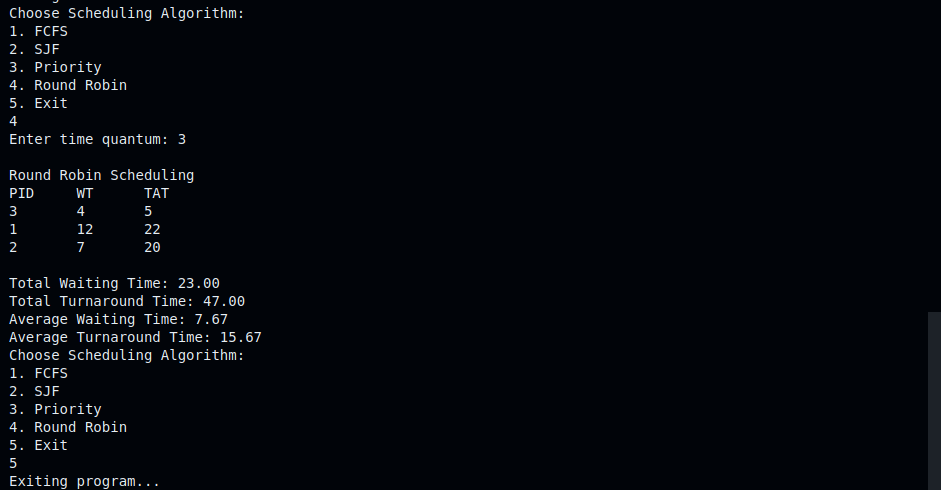 Choose Scheduling Algorithm:
1. FCFS
2. SJF
3. Priority
4. Round Robin
5. Exit
4
Enter time quantum: 3
Round Robin Scheduling
PID     WT      TAT
3       4       5
1       12      22
2       7       20
Total Waiting Time: 23.00
Total Turnaround Time: 47.00
Average Waiting Time: 7.67
Average Turnaround Time: 15.67
Choose Scheduling Algorithm:
1. FCFS
2. SJF
3. Priority
4. Round Robin
5. Exit
5
Exiting program...